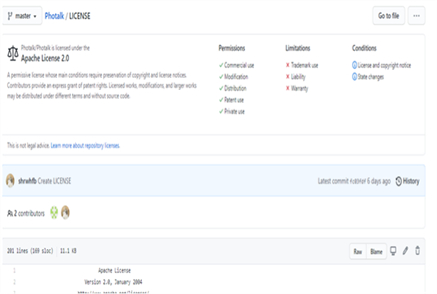 master
Photalk / LICENSE
Go to file
Photalk/Photalk is licensed under the
Apache License 2.0
A permissive license whose main conditions require preservation of copyright and license notices.
Contributors provide an express grant of patent rights. Licensed works, modifications, and larger works
may be distributed under different terms and without source code.
Permissions
Commercial use
Modification
Distribution
Patent use
Private use
Limitations
Trademark use
Liability
Warranty
Conditions
License and copyright notice
State changes
This is not legal advice. Learn more about repository licenses.
shrwhfb Create LICENSE
Latest commit 6 days ago
History
2 contributors
201 lines (169 sloc) 11.1 KB
Raw
Blame
1
Apache License
2
Version 2.0, January 2004
3